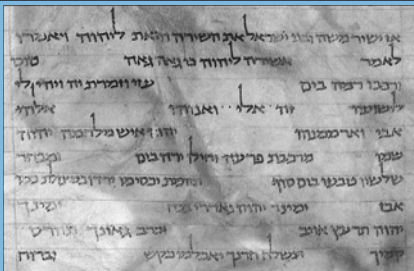 אז ישיר משה ובני ישראל את השירה הזאת ליהוה ויאמרו
לאמר אשירה ליהוה כי גאה גאה סוס
ורכבו רמה בים עזי וזמרת יה ויהי לי
לישועה זה אלי ואנוהו אלהי
אבי וארממנהו יהוה איש מלחמה יהוה
שמו מרכבת פרעה וחילו ירה בים ומבחר
שלשיו טבעו בים סוף תהמת יכסימו ירדו במצולת כמו
אבן ימינך יהוה נאדרי בכח ימינך
יהוה תרעץ אויב וברב גאונך תהרס
קמיך תשלח חרנך יאכלמו כקש וברוח